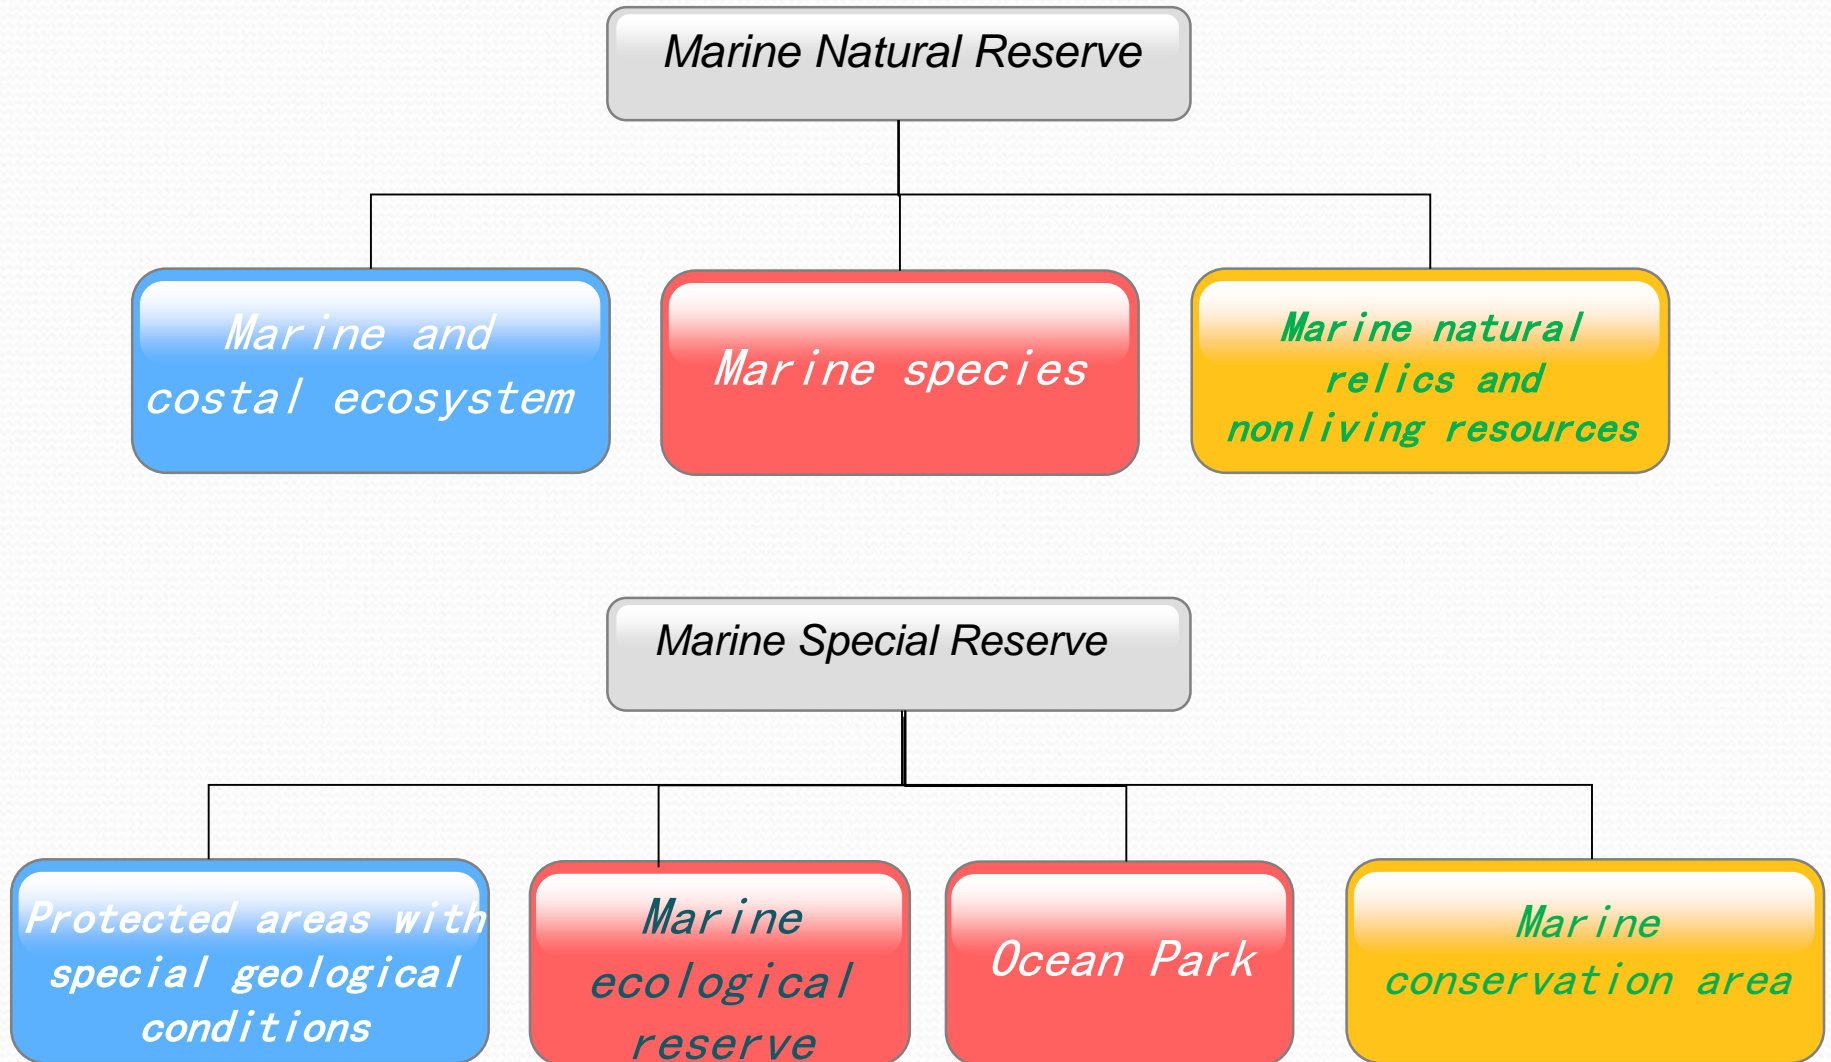 Marine Natural Reserve
Marine and
costal ecosystem
Marine species
Marine natural
relics and
nonliving resources
Marine Special Reserve
Protected areas with
special geological
conditions
Marine
ecological
reserve
Ocean Park
Marine
conservation area